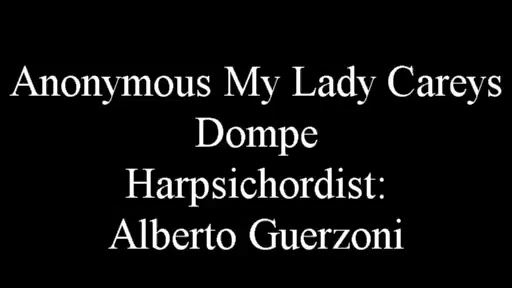 Anonymous My Lady Careys
Dompe
Harpsichordist:
Alberto Guerzoni